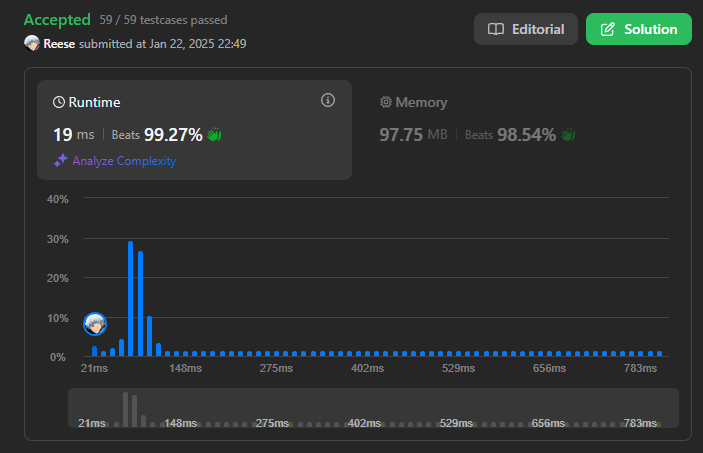 Accepted 59 / 59 testcases passed
Reese submitted at Jan 22, 2025 22:49
Editorial
Solution
Runtime
19 ms Beats 99.27%
Analyze Complexity
Memory
97.75 MB Beats 98.54%
40%
30%
20%
10%
0%
21ms 148ms 275ms 402ms 529ms 656ms 783ms
21ms 148ms 275ms 402ms 529ms 656ms 783ms